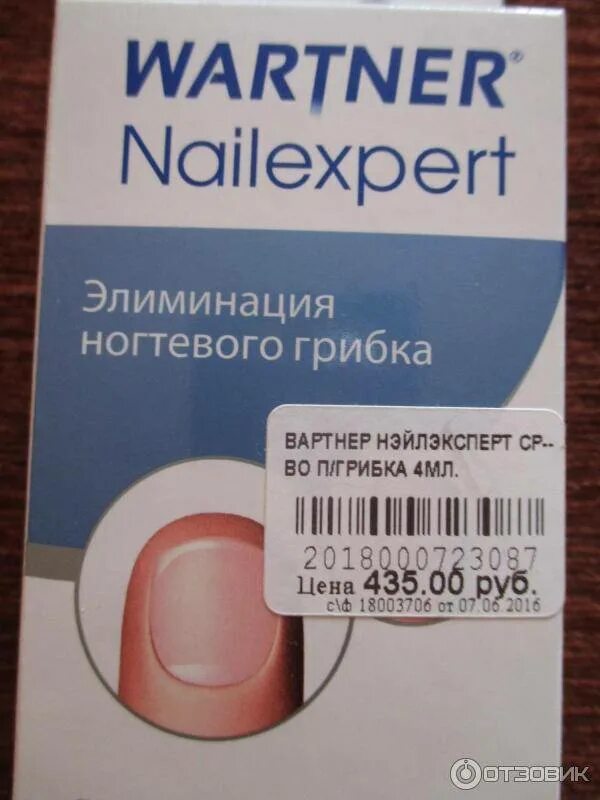 WARTNER®
Nailexpert
Элиминация
ногтевого грибка
ВАРТНЕР НЭЙЛЭКСПЕРТ СР--
ВО П/ГРИБКА 4МЛ.
2018000723087
Цена 435.00 руб.
с\ф 18003706 от 07.06.2016
ОТЗОВИК